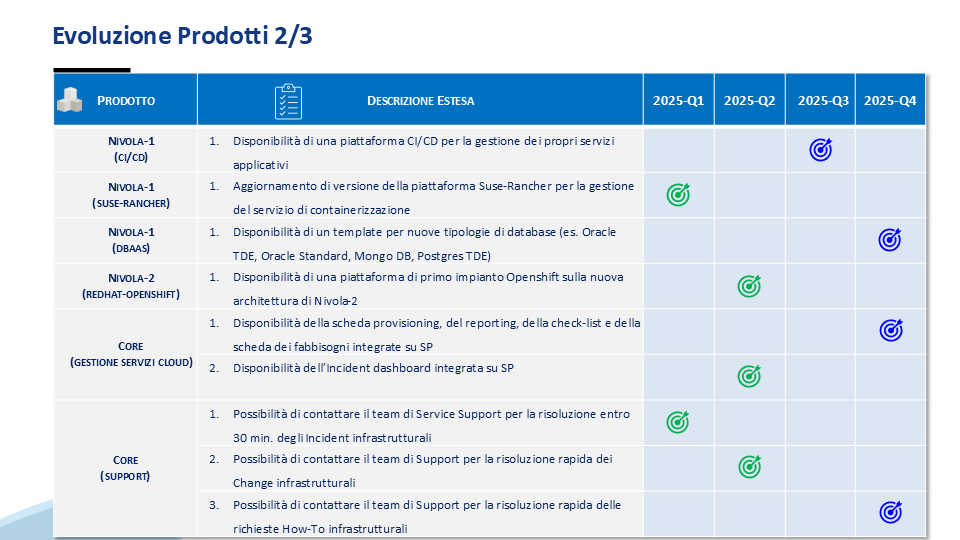 Evoluzione Prodotti 2/3
PRODOTTO
DESCRIZIONE ESTESA
2025-Q1
2025-Q2
2025-Q3
2025-Q4
NIVOLA-1
(CI/CD)
1. Disponibilità di una piattaforma CI/CD per la gestione dei propri servizi
applicativi
NIVOLA-1
(SUSE-RANCHER)
1. Aggiornamento di versione della piattaforma Suse-Rancher per la gestione
del servizio di containerizzazione
NIVOLA-1
(DBAAS)
1. Disponibilità di un template per nuove tipologie di database (es. Oracle
TDE, Oracle Standard, Mongo DB, Postgres TDE)
NIVOLA-2
(REDHAT-OPENSHIFT)
1. Disponibilità di una piattaforma di primo impianto Openshift sulla nuova
architettura di Nivola-2
CORE
(GESTIONE SERVIZI CLOUD)
1. Disponibilità della scheda provisioning, del reporting, della check-list e della
scheda dei fabbisogni integrate su SP
2. Disponibilità dell'Incident dashboard integrata su SP
CORE
(SUPPORT)
1. Possibilità di contattare il team di Service Support per la risoluzione entro
30 min. degli Incident infrastrutturali
2. Possibilità di contattare il team di Support per la risoluzione rapida dei
Change infrastrutturali
3. Possibilità di contattare il team di Support per la risoluzione rapida delle
richieste How-To infrastrutturali